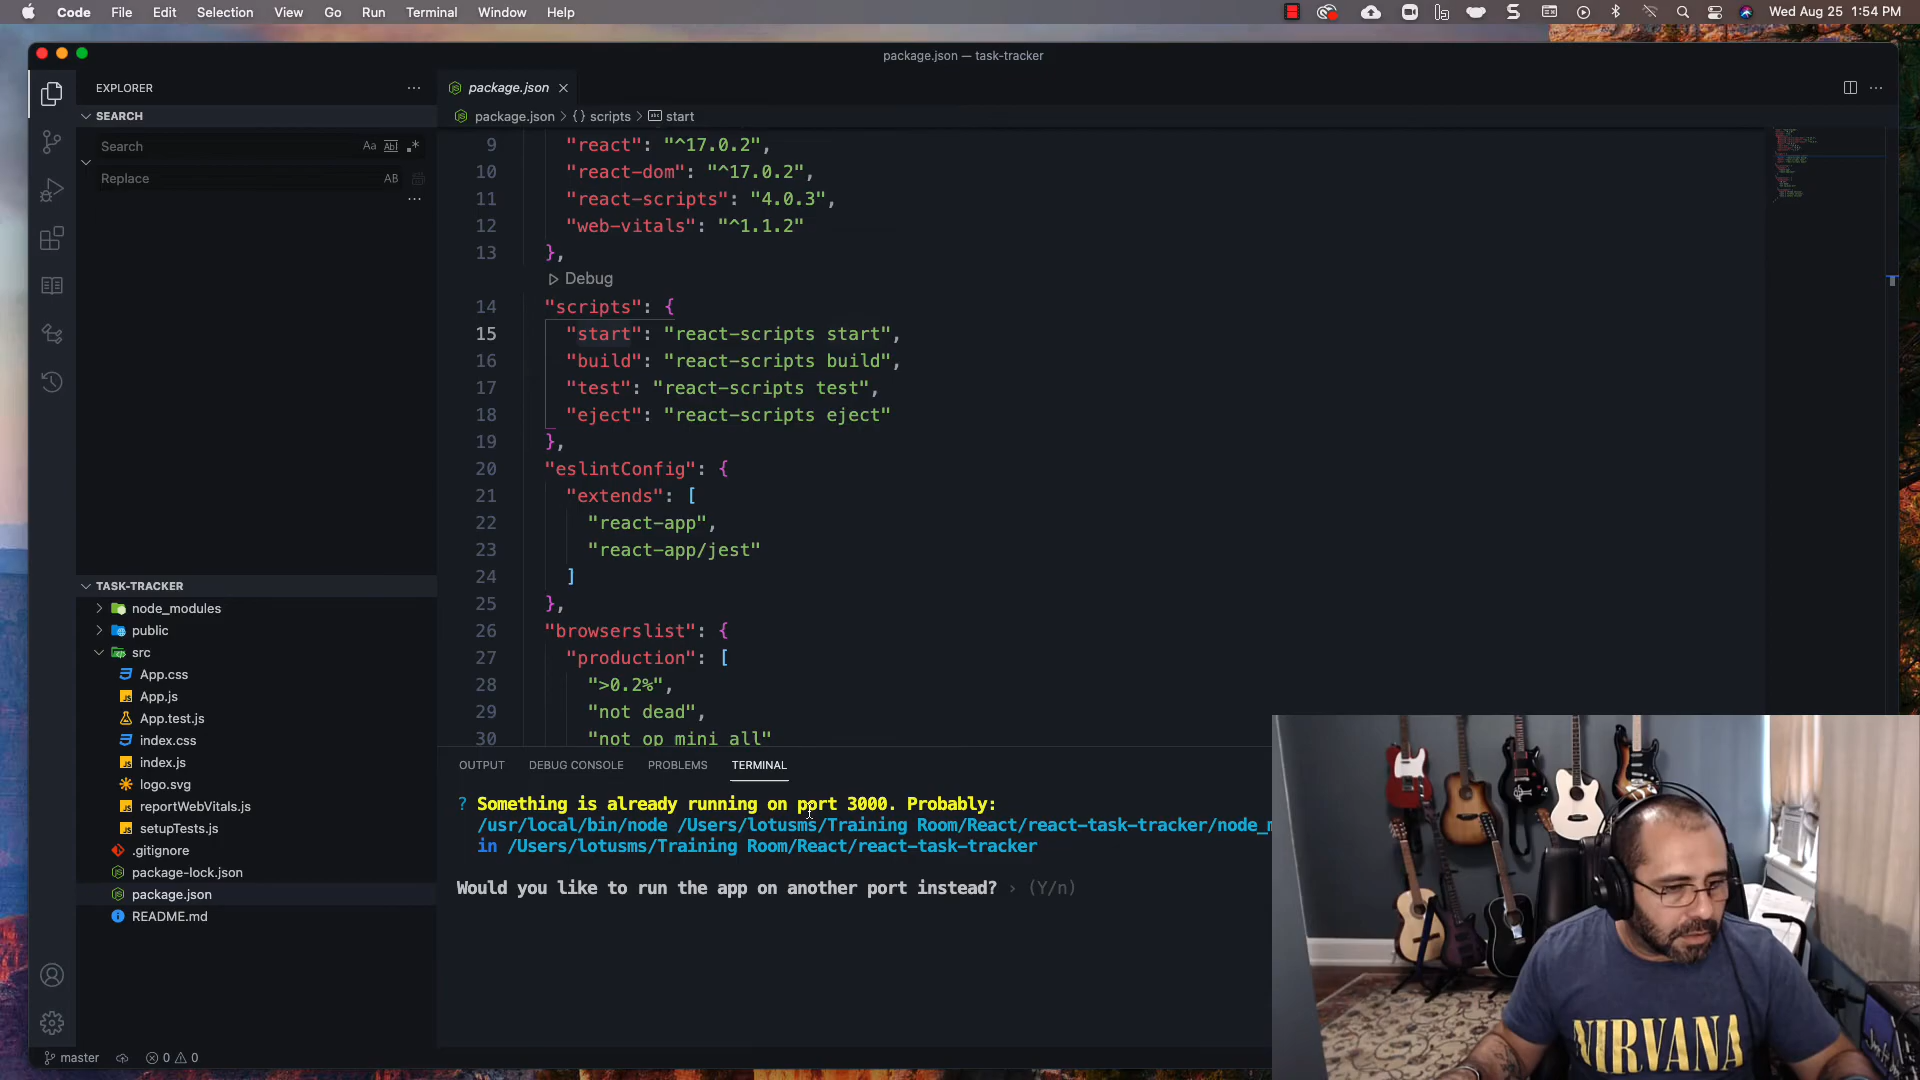 Code File Edit Selection View Go Run Terminal Window Help Wed Aug 25 1:54 PM
package.json — task-tracker
EXPLORER
SEARCH
Search
Aa Abl
Replace
AB
TASK-TRACKER
node_modules
public
src
App.css
App.js
App.test.js
index.css
index.js
logo.svg
reportWebVitals.js
setupTests.js
.gitignore
package-lock.json
package.json
README.md
master 0 0
package.json
package.json > {} scripts > start
9 "react": "^17.0.2",
10 "react-dom": "^17.0.2",
11 "react-scripts": "4.0.3",
12 "web-vitals": "^1.1.2"
13 },
Debug
14 "scripts": {
15 "start": "react-scripts start",
16 "build": "react-scripts build",
17 "test": "react-scripts test",
18 "eject": "react-scripts eject"
19 },
20 "eslintConfig": {
21 "extends": [
22 "react-app",
23 "react-app/jest"
24 ]
25 },
26 "browserslist": {
27 "production": [
28 ">0.2%",
29 "not dead",
30 "not op_mini all"
OUTPUT DEBUG CONSOLE PROBLEMS TERMINAL
? Something is already running on port 3000. Probably:
/usr/local/bin/node /Users/lotusms/Training Room/React/react-task-tracker/node_m
in /Users/lotusms/Training Room/React/react-task-tracker
Would you like to run the app on another port instead? › (Y/n)
NIRVANA